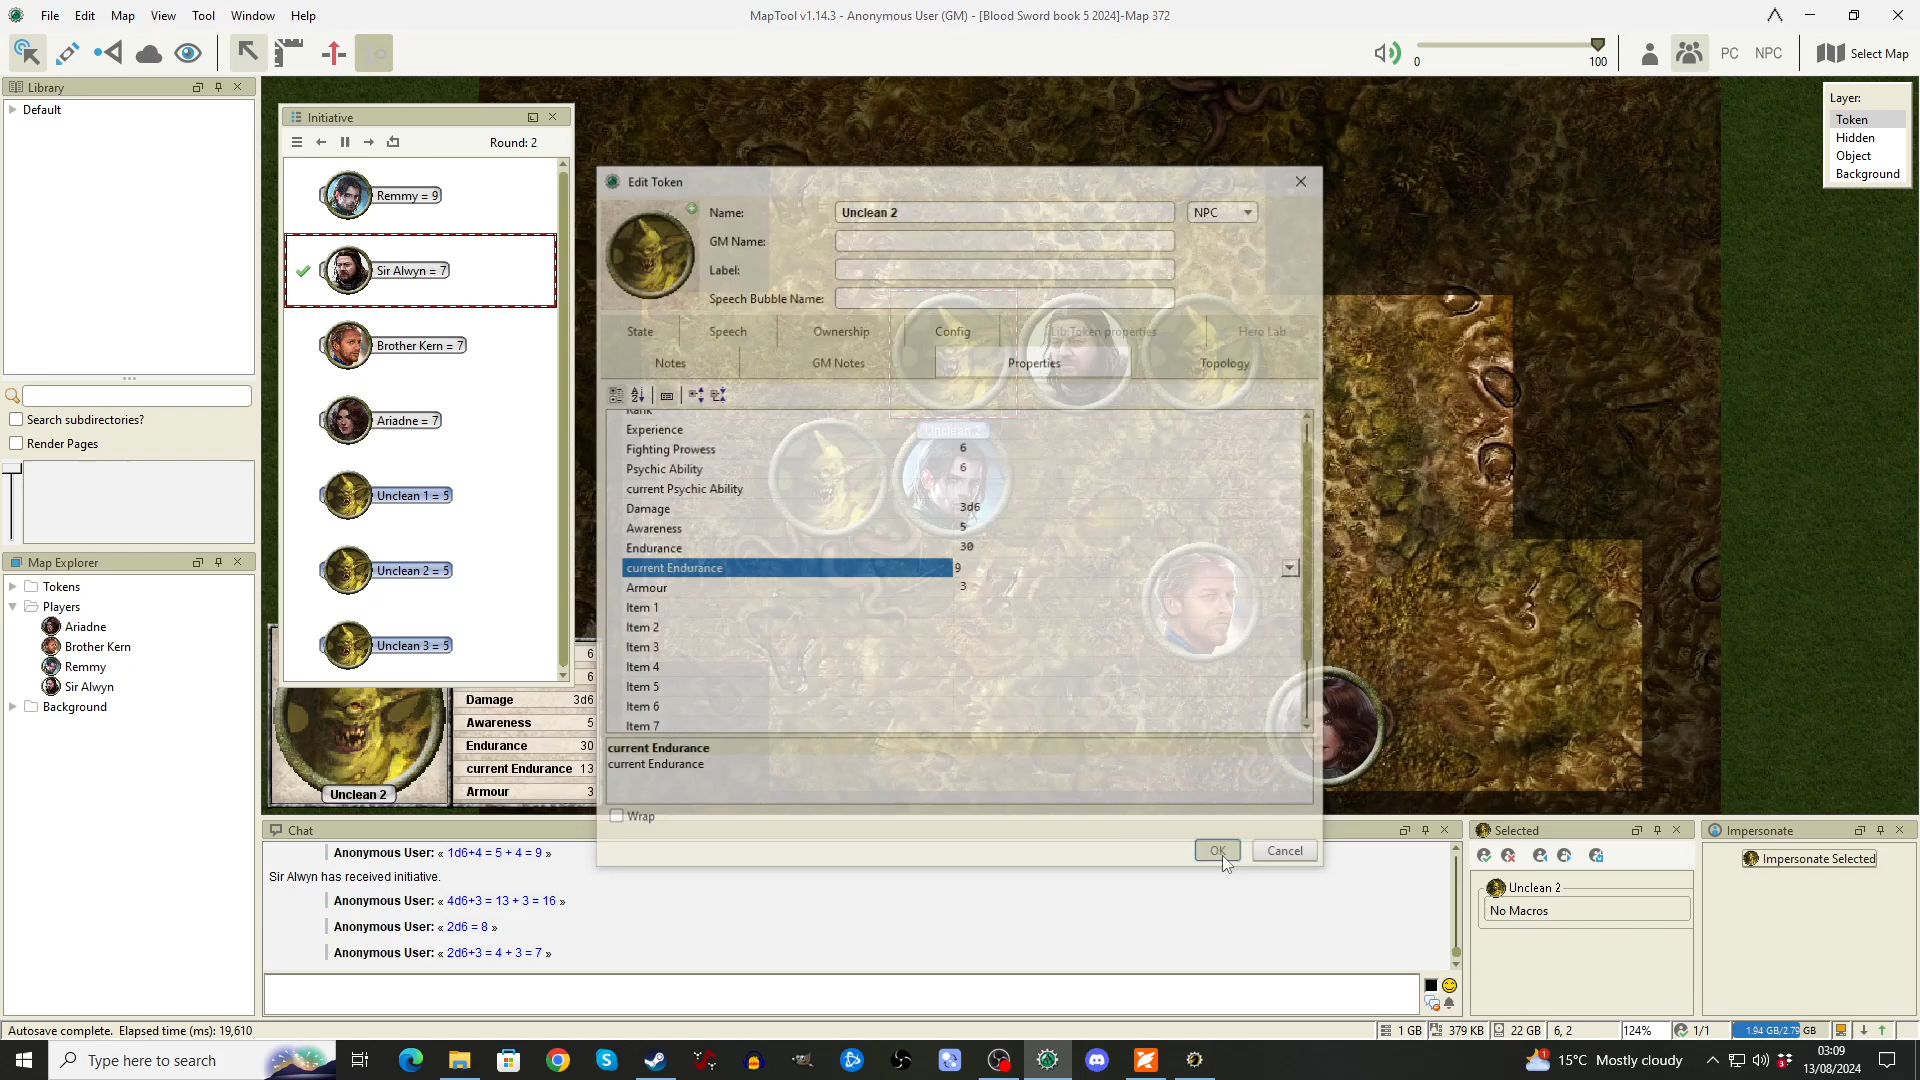 File Edit Map View Tool Window Help
MapTool v1.14.3 - Anonymous User (GM) - [Blood Sword book 5 2024]-Map 372
0 100 PC NPC Select Map
Library
Default
Search subdirectories?
Render Pages
Map Explorer
Tokens
Players
Ariadne
Brother Kern
Remmy
Sir Alwyn
Background
Initiative
Round: 2
Remmy = 9
Sir Alwyn = 7
Brother Kern = 7
Ariadne = 7
Unclean 1 = 5
Unclean 2 = 5
Unclean 3 = 5
6
6
Damage 3d6
Awareness 5
Endurance 30
current Endurance 13
Armour 3
Unclean 2
Edit Token
Name: Unclean 2 NPC
GM Name:
Label:
Speech Bubble Name:
State Speech Ownership Config Lib:Token properties Hero Lab
Notes GM Notes Properties Topology
Rank
Experience
Fighting Prowess 6
Psychic Ability 6
current Psychic Ability
Damage 3d6
Awareness 5
Endurance 30
current Endurance 9
Armour 3
Item 1
Item 2
Item 3
Item 4
Item 5
Item 6
Item 7
current Endurance
current Endurance
Wrap
OK Cancel
Unclean 2
Layer:
Token
Hidden
Object
Background
Chat
Anonymous User: « 1d6+4 = 5 + 4 = 9 »
Sir Alwyn has received initiative.
Anonymous User: « 4d6+3 = 13 + 3 = 16 »
Anonymous User: « 2d6 = 8 »
Anonymous User: « 2d6+3 = 4 + 3 = 7 »
Selected
Unclean 2
No Macros
Impersonate
Impersonate Selected
Autosave complete. Elapsed time (ms): 19,610
1 GB 379 KB 22 GB 6, 2 124% 1/1 1.94 GB/2.79 GB
Type here to search
15°C Mostly cloudy
03:09
13/08/2024